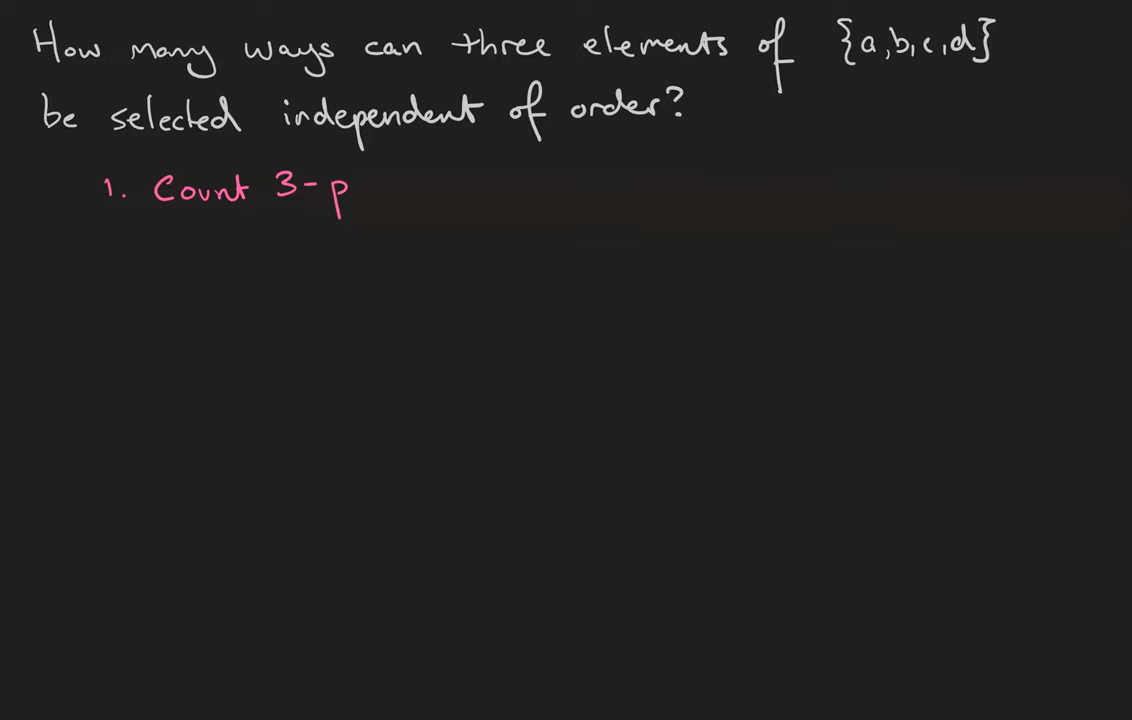 How many ways can three elements of {a,b,c,d}
be selected independent of order?
1. Count 3-p